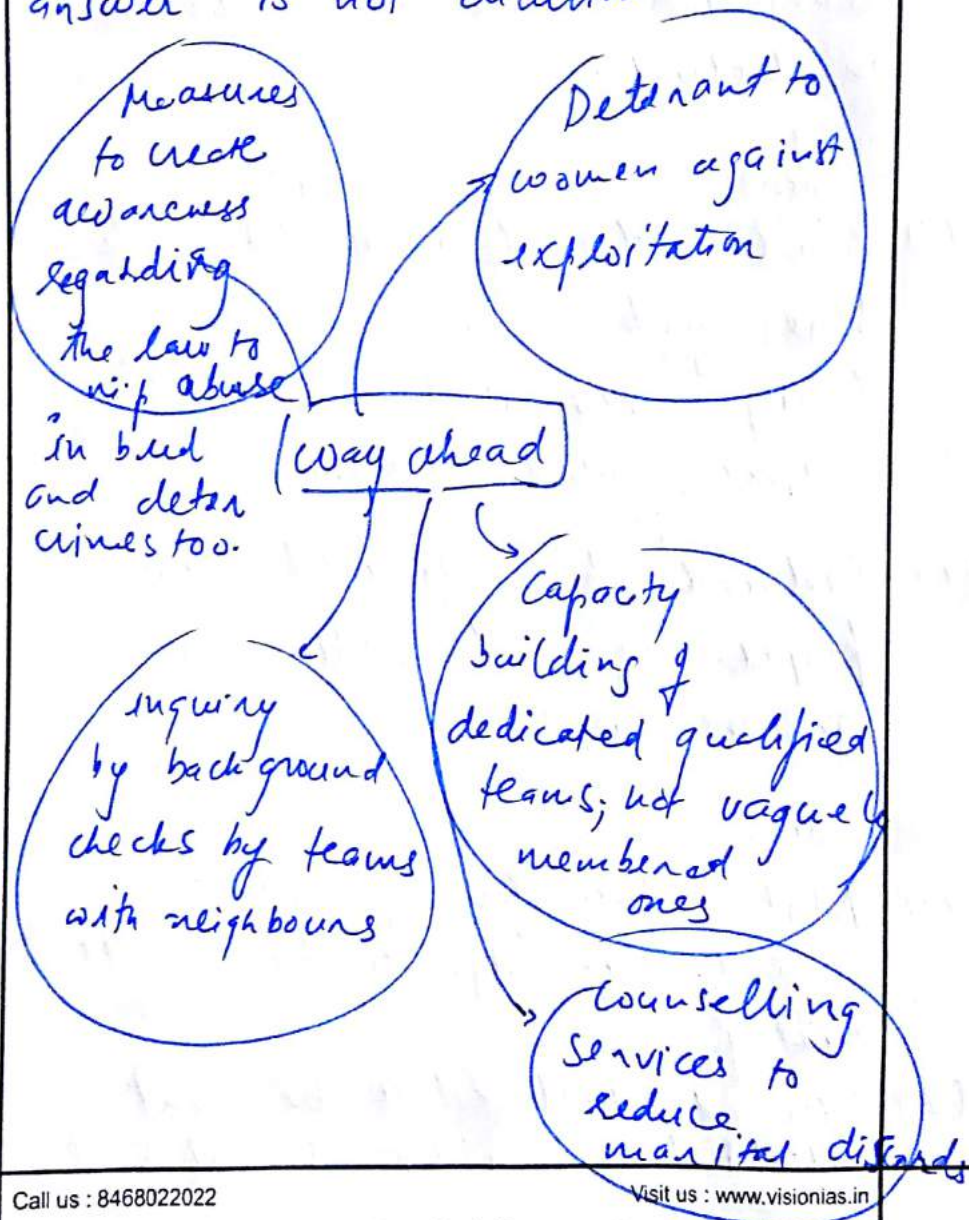 answer is not
Measures
to create
awareness
regarding
the law to
nip abuse
in bud
and deter
crimes too.
Deterant to
women against
exploitation
way ahead
Capacity
building of
dedicated qualified
teams; not vaguely
membered
ones
inquiry
by background
checks by teams
with neighbours
Counselling
services to
reduce
marital discords
Call us : 8468022022
Visit us : www.visionias.in